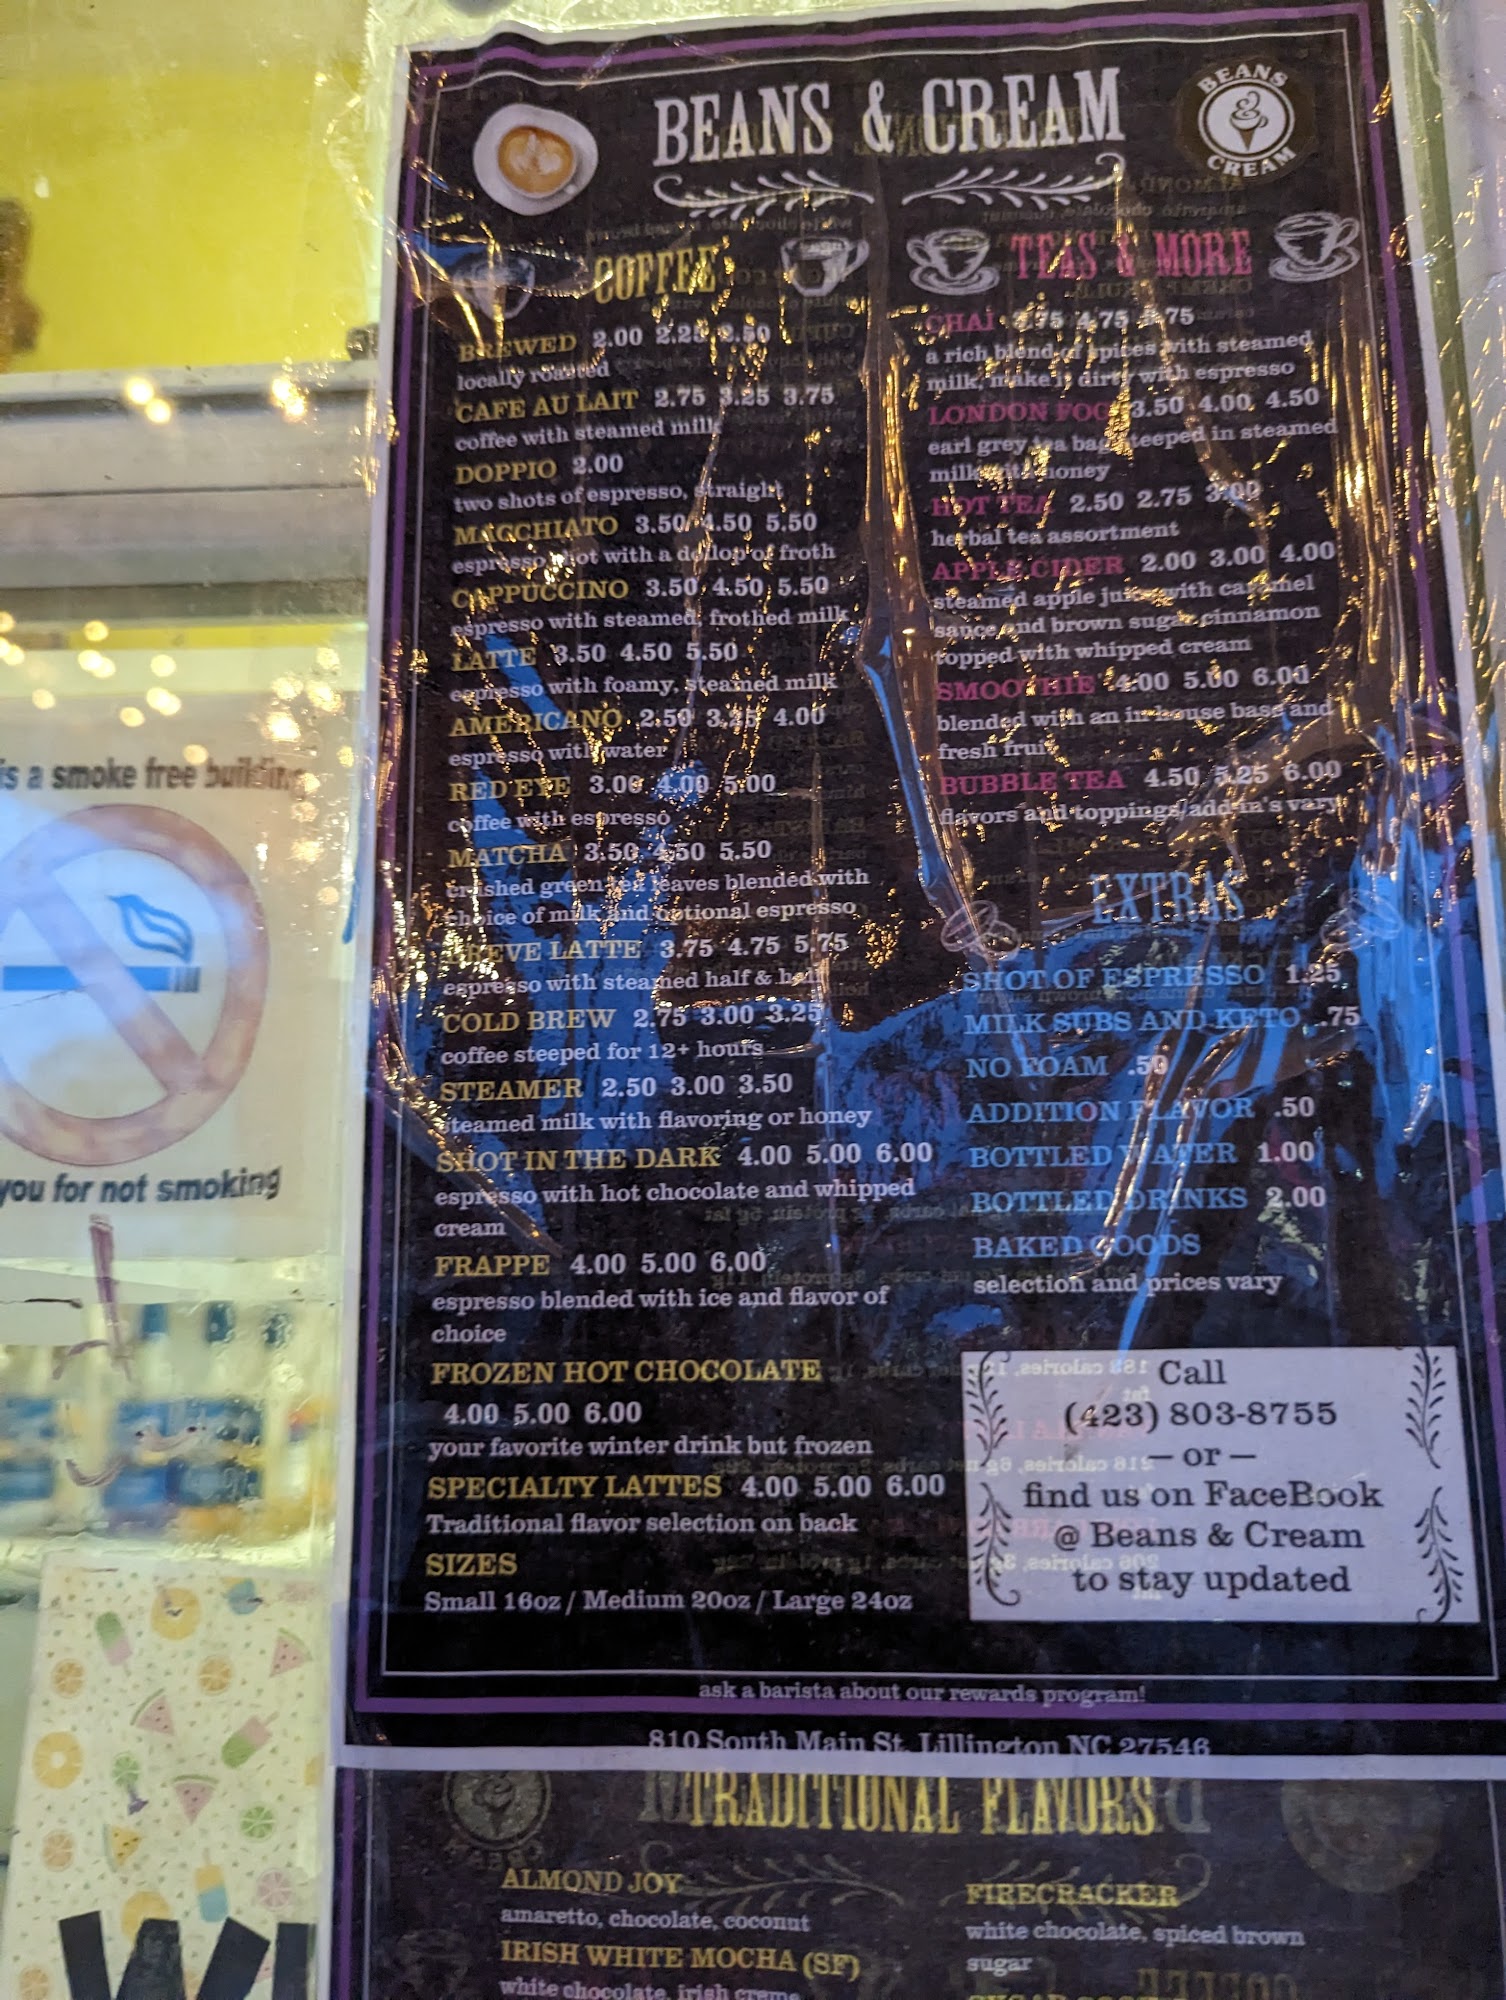 BEANS & CREAM
BEANS
CREAM
COFFEE
BREWED 2.00 2.25 2.50
locally roasted
CAFE AU LAIT 2.75 3.25 3.75
coffee with steamed milk
DOPPIO 2.00
two shots of espresso, straight
MACCHIATO 3.50 4.50 5.50
espresso shot with a dollop of froth
CAPPUCCINO 3.50 4.50 5.50
espresso with steamed, frothed milk
LATTE 3.50 4.50 5.50
espresso with foamy, steamed milk
AMERICANO 2.50 3.25 4.00
espresso with water
RED EYE 3.00 4.00 5.00
coffee with espresso
MATCHA 3.50 4.50 5.50
crushed green tea leaves blended with
choice of milk and optional espresso
BREVE LATTE 3.75 4.75 5.75
espresso with steamed half & half
COLD BREW 2.75 3.00 3.25
coffee steeped for 12+ hours
STEAMER 2.50 3.00 3.50
steamed milk with flavoring or honey
SHOT IN THE DARK 4.00 5.00 6.00
espresso with hot chocolate and whipped
cream
FRAPPE 4.00 5.00 6.00
espresso blended with ice and flavor of
choice
FROZEN HOT CHOCOLATE
4.00 5.00 6.00
your favorite winter drink but frozen
SPECIALTY LATTES 4.00 5.00 6.00
Traditional flavor selection on back
SIZES
Small 16oz / Medium 20oz / Large 24oz
TEAS & MORE
CHAI 3.75 4.75 5.75
a rich blend of spices with steamed
milk, make it dirty with espresso
LONDON FOG 3.50 4.00 4.50
earl grey tea bag steeped in steamed
milk with honey
HOT TEA 2.50 2.75 3.00
herbal tea assortment
APPLE CIDER 2.00 3.00 4.00
steamed apple juice with caramel
sauce and brown sugar cinnamon
topped with whipped cream
SMOOTHIE 4.00 5.00 6.00
blended with an in house base and
fresh fruit
BUBBLE TEA 4.50 5.25 6.00
flavors and toppings/add in's vary
EXTRAS
SHOT OF ESPRESSO 1.25
MILK SUBS AND KETO .75
NO FOAM .50
ADDITION FLAVOR .50
BOTTLED WATER 1.00
BOTTLED DRINKS 2.00
BAKED GOODS
selection and prices vary
Call
(423) 803-8755
— or —
find us on FaceBook
@ Beans & Cream
to stay updated
ask a barista about our rewards program!
810 South Main St. Lillington NC 27546
TRADITIONAL FLAVORS
ALMOND JOY
amaretto, chocolate, coconut
IRISH WHITE MOCHA (SF)
white chocolate, irish creme
FIRECRACKER
white chocolate, spiced brown
sugar
is a smoke free building
you for not smoking